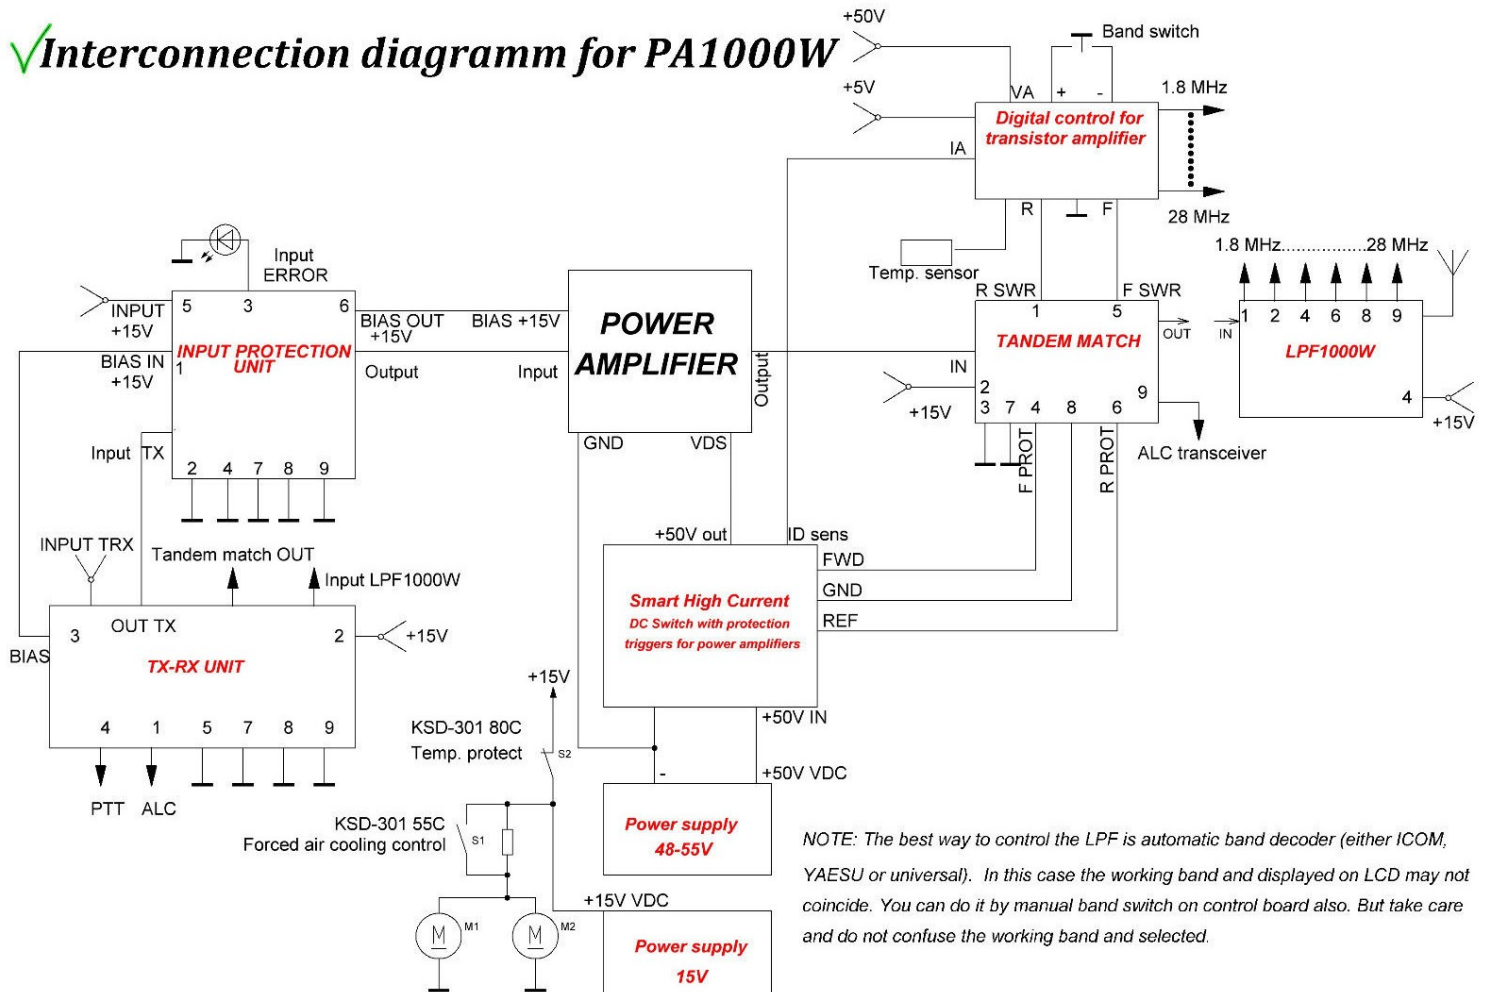 Interconnection diagramm for PA1000W
+50V
Band switch
+5V
VA + -
1.8 MHz
Digital control for
transistor amplifier
IA
28 MHz
R F
Temp. sensor
1.8 MHz.................28 MHz
Input
ERROR
5 3 6
INPUT
+15V
BIAS OUT
+15V
BIAS +15V
INPUT PROTECTION
UNIT
BIAS IN
+15V
1
Output
Input
POWER
AMPLIFIER
Output
R SWR
F SWR
1 5
OUT
TANDEM MATCH
IN
2
+15V
9
3 7 4 8 6
F PROT
R PROT
ALC transceiver
IN
1 2 4 6 8 9
LPF1000W
4
+15V
Input TX
2 4 7 8 9
GND
VDS
INPUT TRX
Tandem match OUT
Input LPF1000W
+50V out
ID sens
FWD
GND
REF
Smart High Current
DC Switch with protection
triggers for power amplifiers
3
OUT TX
2
+15V
BIAS
TX-RX UNIT
4 1 5 7 8 9
PTT ALC
+15V
KSD-301 80C
Temp. protect
S2
+50V IN
-
+50V VDC
KSD-301 55C
Forced air cooling control
S1
Power supply
48-55V
+15V VDC
M M1
M M2
Power supply
15V
NOTE: The best way to control the LPF is automatic band decoder (either ICOM,
YAESU or universal). In this case the working band and displayed on LCD may not
coincide. You can do it by manual band switch on control board also. But take care
and do not confuse the working band and selected.